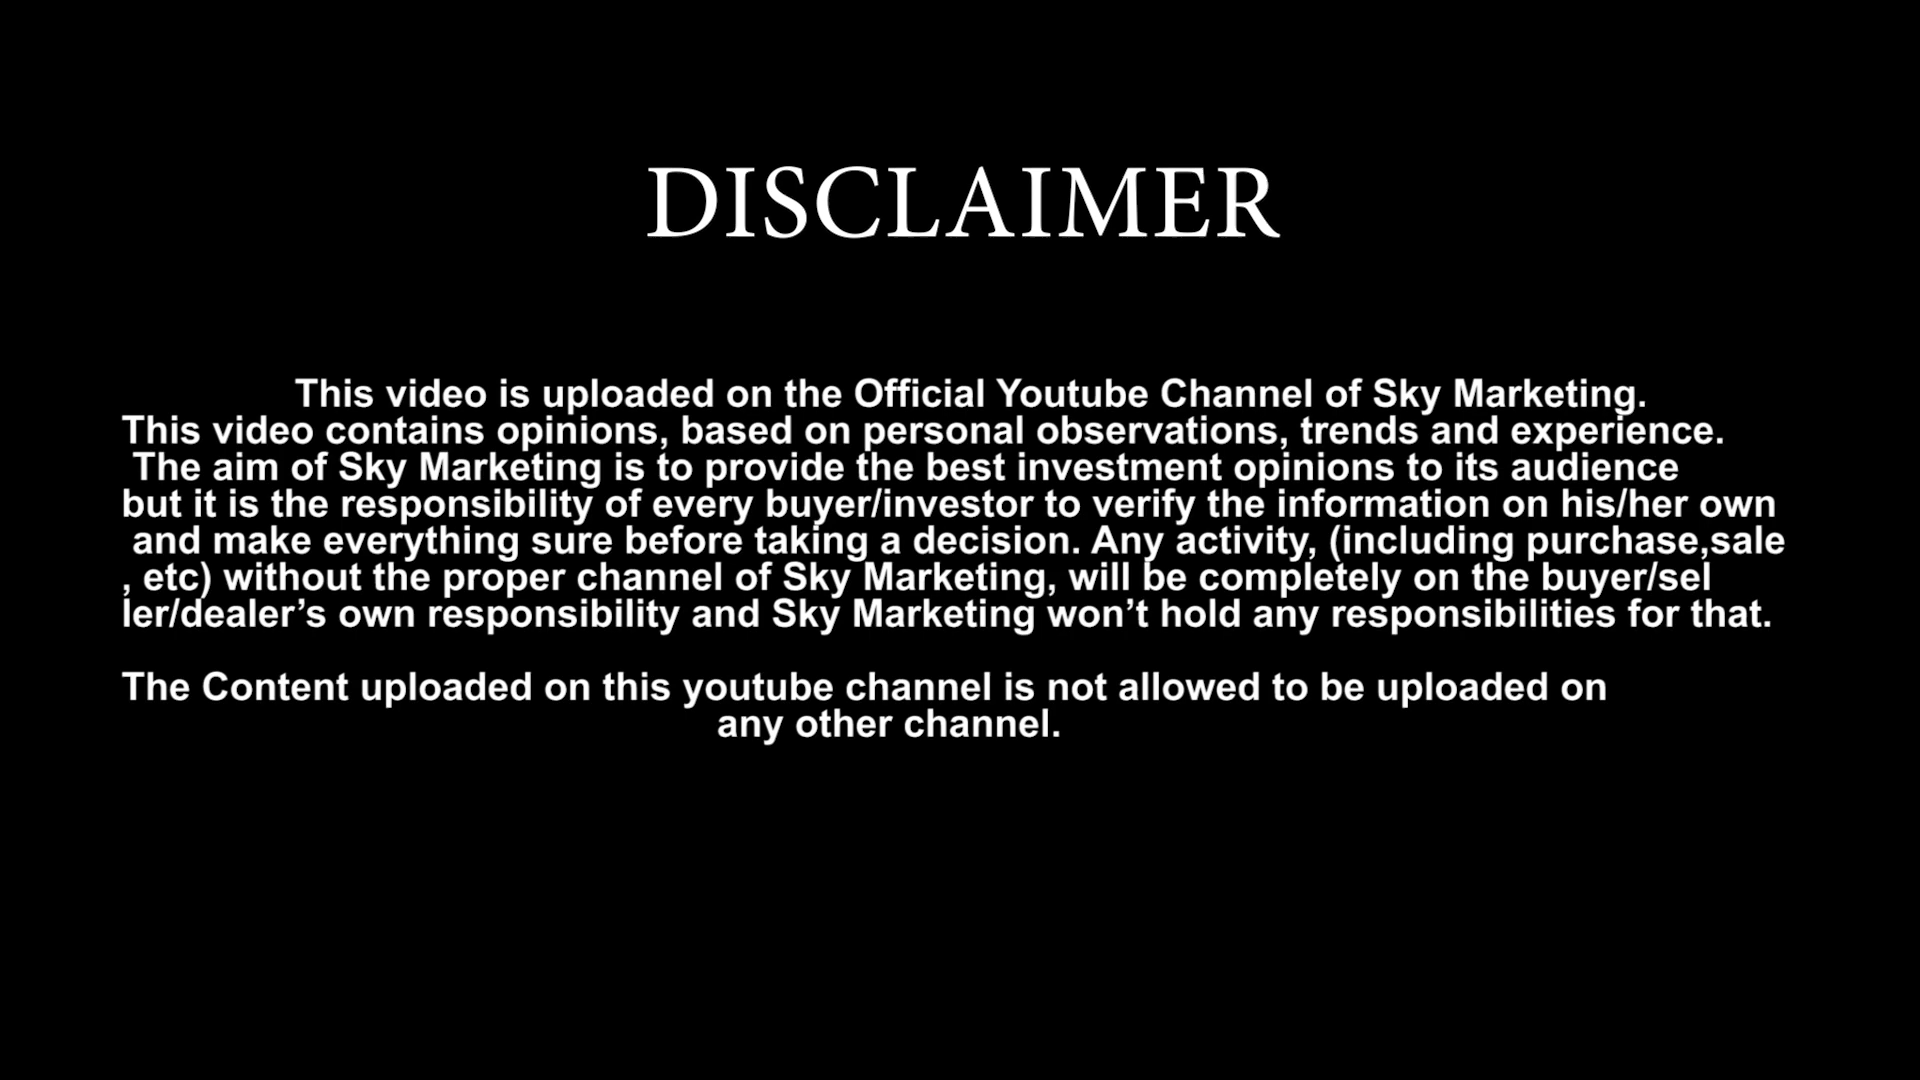 DISCLAIMER
This video is uploaded on the Official Youtube Channel of Sky Marketing.
This video contains opinions, based on personal observations, trends and experience.
The aim of Sky Marketing is to provide the best investment opinions to its audience
but it is the responsibility of every buyer/investor to verify the information on his/her own
and make everything sure before taking a decision. Any activity, (including purchase,sale
, etc) without the proper channel of Sky Marketing, will be completely on the buyer/sel
ler/dealer’s own responsibility and Sky Marketing won’t hold any responsibilities for that.
The Content uploaded on this youtube channel is not allowed to be uploaded on
any other channel.